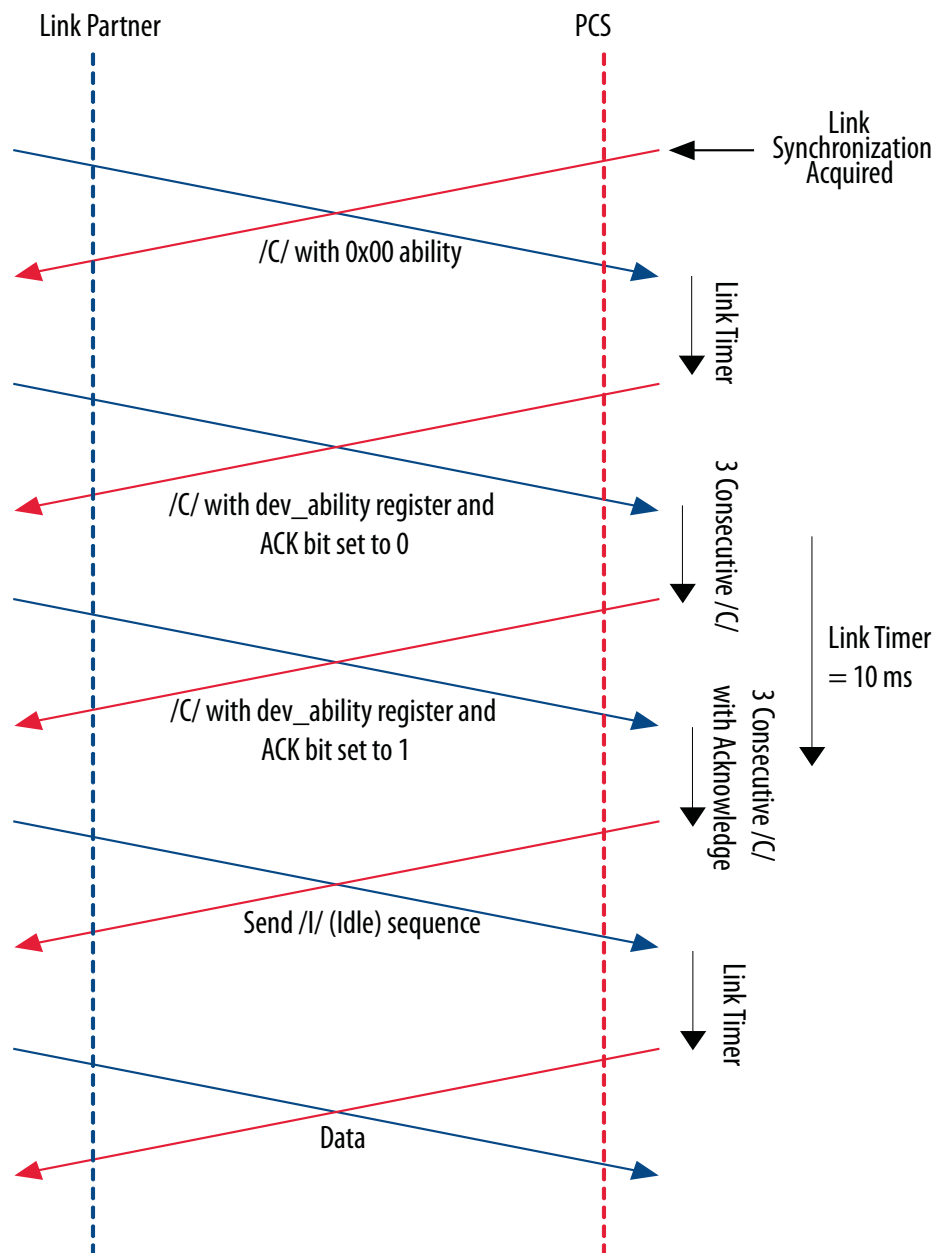 Link Partner
PCS
Link
Synchronization
Acquired
/C/ with 0x00 ability
Link Timer
/C/ with dev_ability register and
ACK bit set to 0
3 Consecutive /C/
Link Timer
= 10 ms
/C/ with dev_ability register and
ACK bit set to 1
3 Consecutive /C/
with Acknowledge
Send /I/ (Idle) sequence
Link Timer
Data